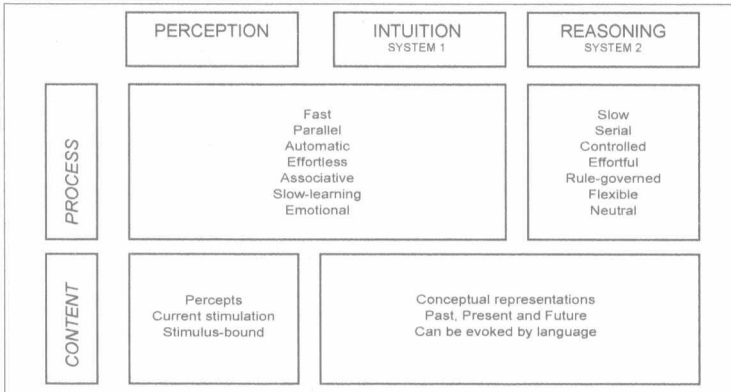 PERCEPTION
INTUITION
SYSTEM 1
REASONING
SYSTEM 2
PROCESS
Fast
Parallel
Automatic
Effortless
Associative
Slow-learning
Emotional
Slow
Serial
Controlled
Effortful
Rule-governed
Flexible
Neutral
CONTENT
Percepts
Current stimulation
Stimulus-bound
Conceptual representations
Past, Present and Future
Can be evoked by language